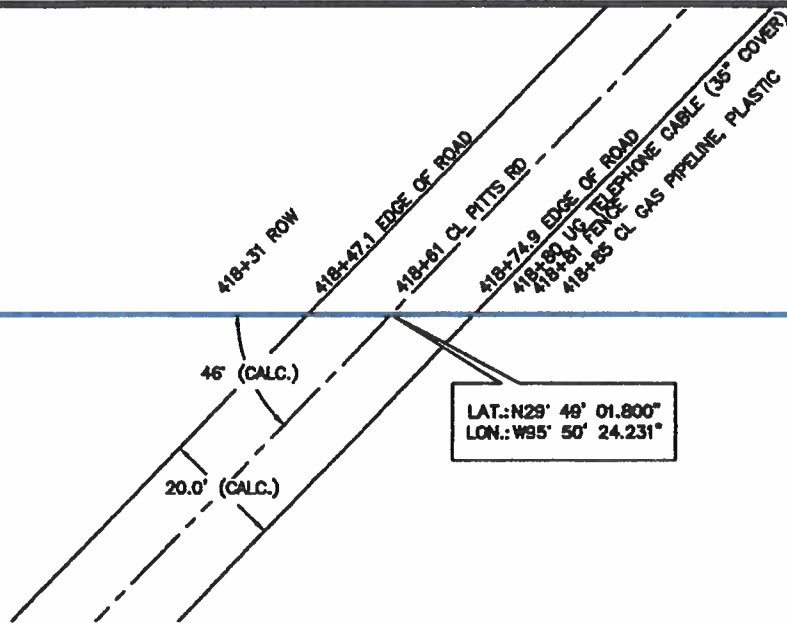 418+31 ROW
418+47.1 EDGE OF ROAD
418+61 CL PITTS RD
418+74.9 EDGE OF ROAD
418+80 UG TELEPHONE CABLE (35" COVER)
418+81 FENCE
418+85 CL GAS PIPELINE, PLASTIC
46° (CALC.)
LAT.:N29° 49' 01.800"
LON.:W95° 50' 24.231"
20.0' (CALC.)